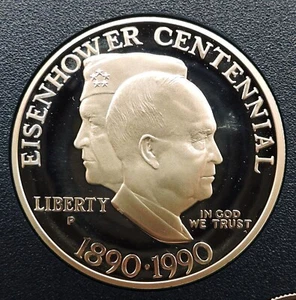 EISENHOWER CENTENNIAL
LIBERTY
P
IN GOD
WE TRUST
1890·1990